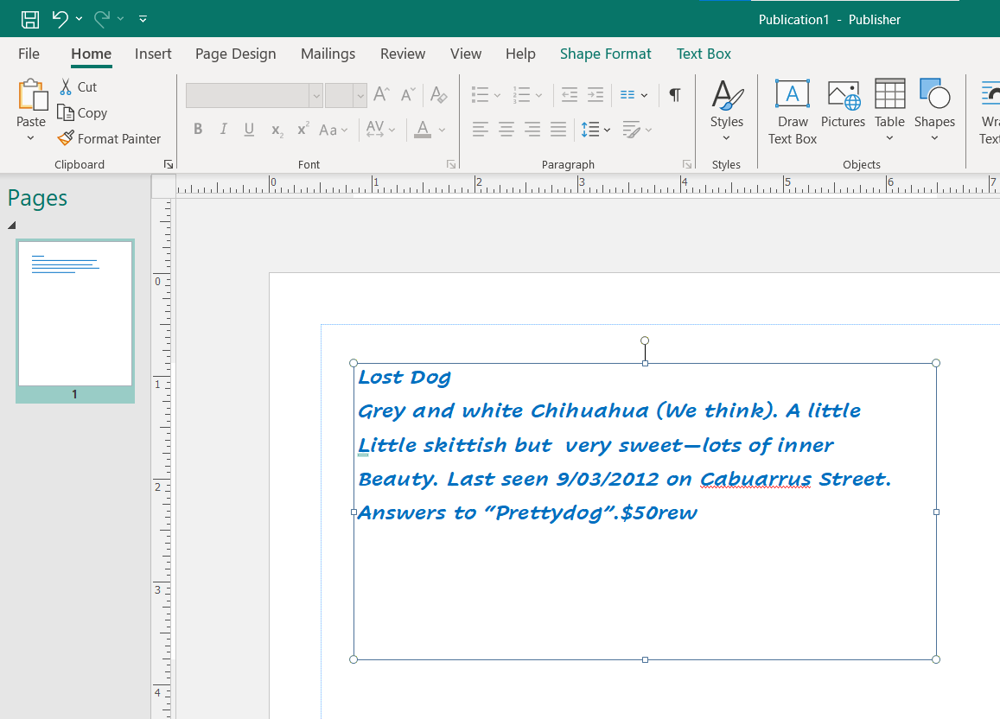 Publication1 - Publisher
File Home Insert Page Design Mailings Review View Help Shape Format Text Box
Paste
Cut
Copy
Format Painter
Clipboard
B I U x₂ x² Aa AV A
Font
Paragraph
Styles
Styles
Draw
Text Box
Pictures
Table
Shapes
Objects
Wra
Text
Pages
1
0 1 2 3 4 5 6 7
0
1
2
3
4
Lost Dog
Grey and white Chihuahua (We think). A little
Little skittish but  very sweet—lots of inner
Beauty. Last seen 9/03/2012 on Cabuarrus Street.
Answers to “Prettydog”.$50rew